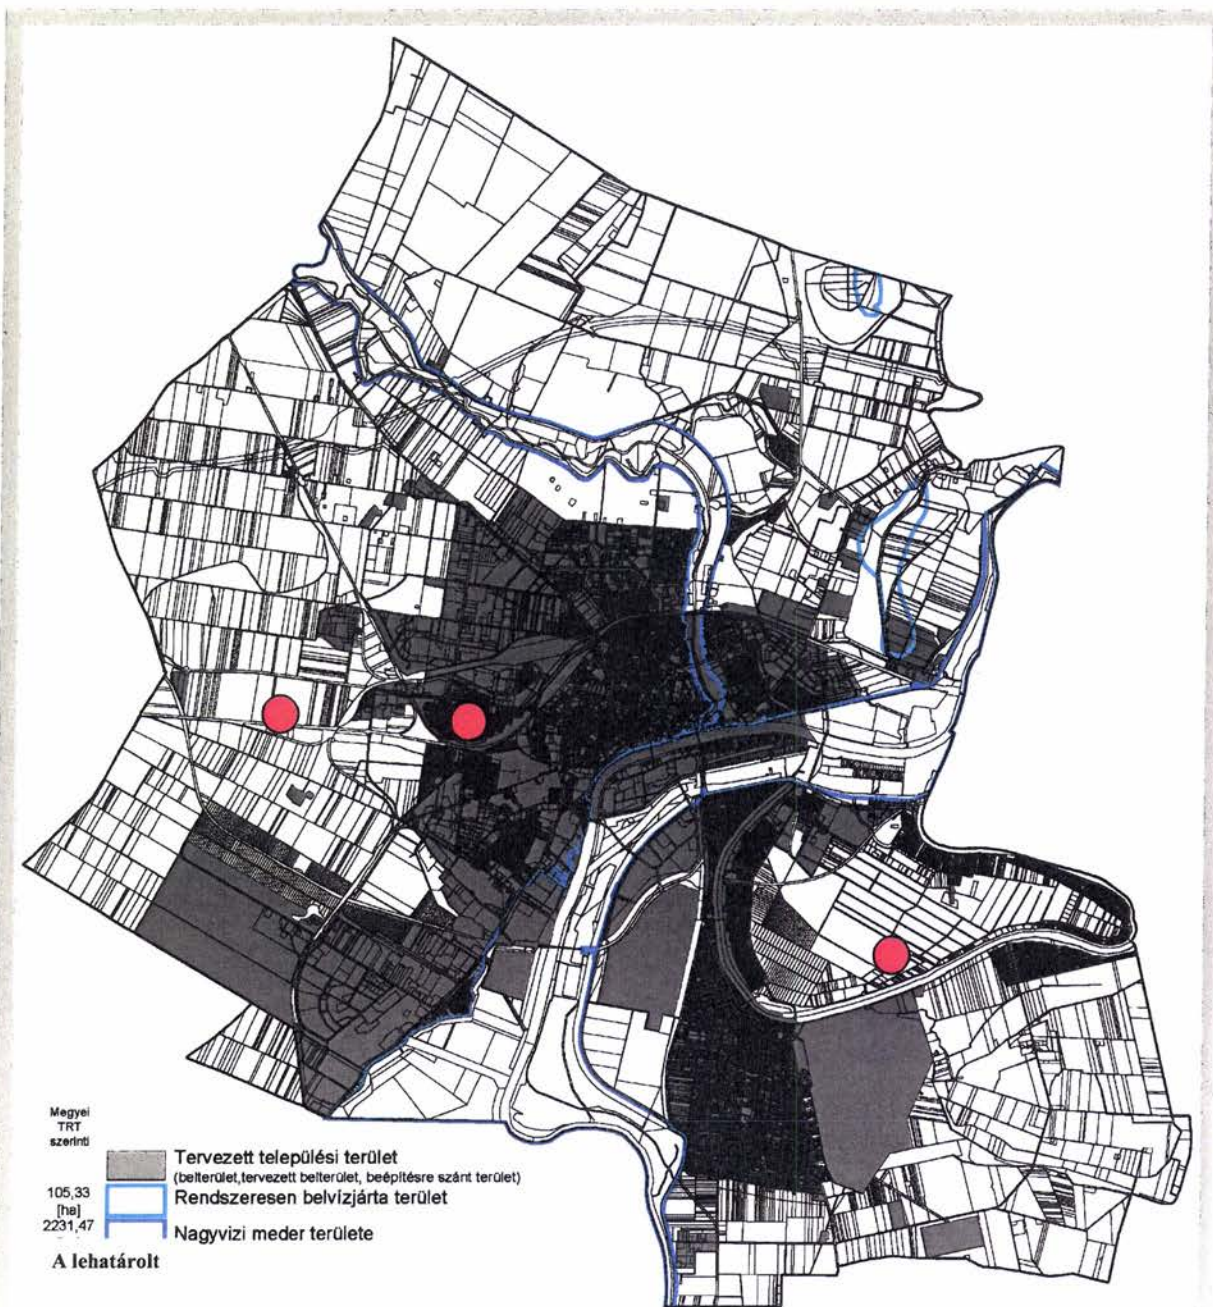 Megyei
TRT
szerinti
Tervezett települési terület
(belterület,tervezett belterület, beépítésre szánt terület)
105,33
Rendszeresen belvízjárta terület
[ha]
2231,47
Nagyvizi meder területe
A lehatárolt